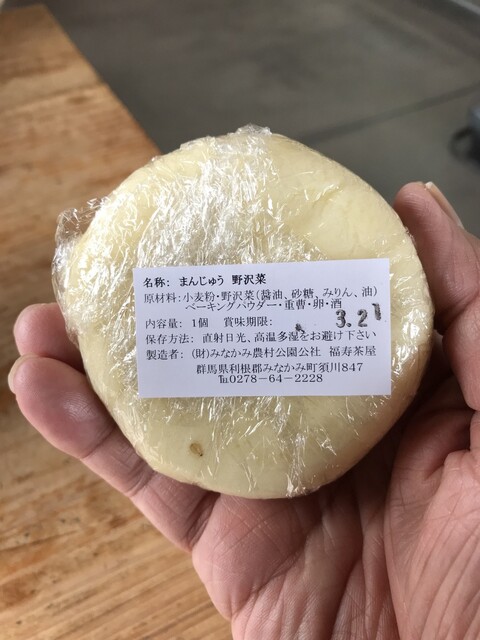 名称: まんじゅう 野沢菜
原材料:小麦粉・野沢菜(醤油、砂糖、みりん、油)
ベーキングパウダー・重曹・卵・酒
内容量: 1個 賞味期限: 3.21
保存方法: 直射日光、高温多湿をお避け下さい
製造者: (財)みなかみ農村公園公社 福寿茶屋
群馬県利根郡みなかみ町須川847
℡0278-64-2228